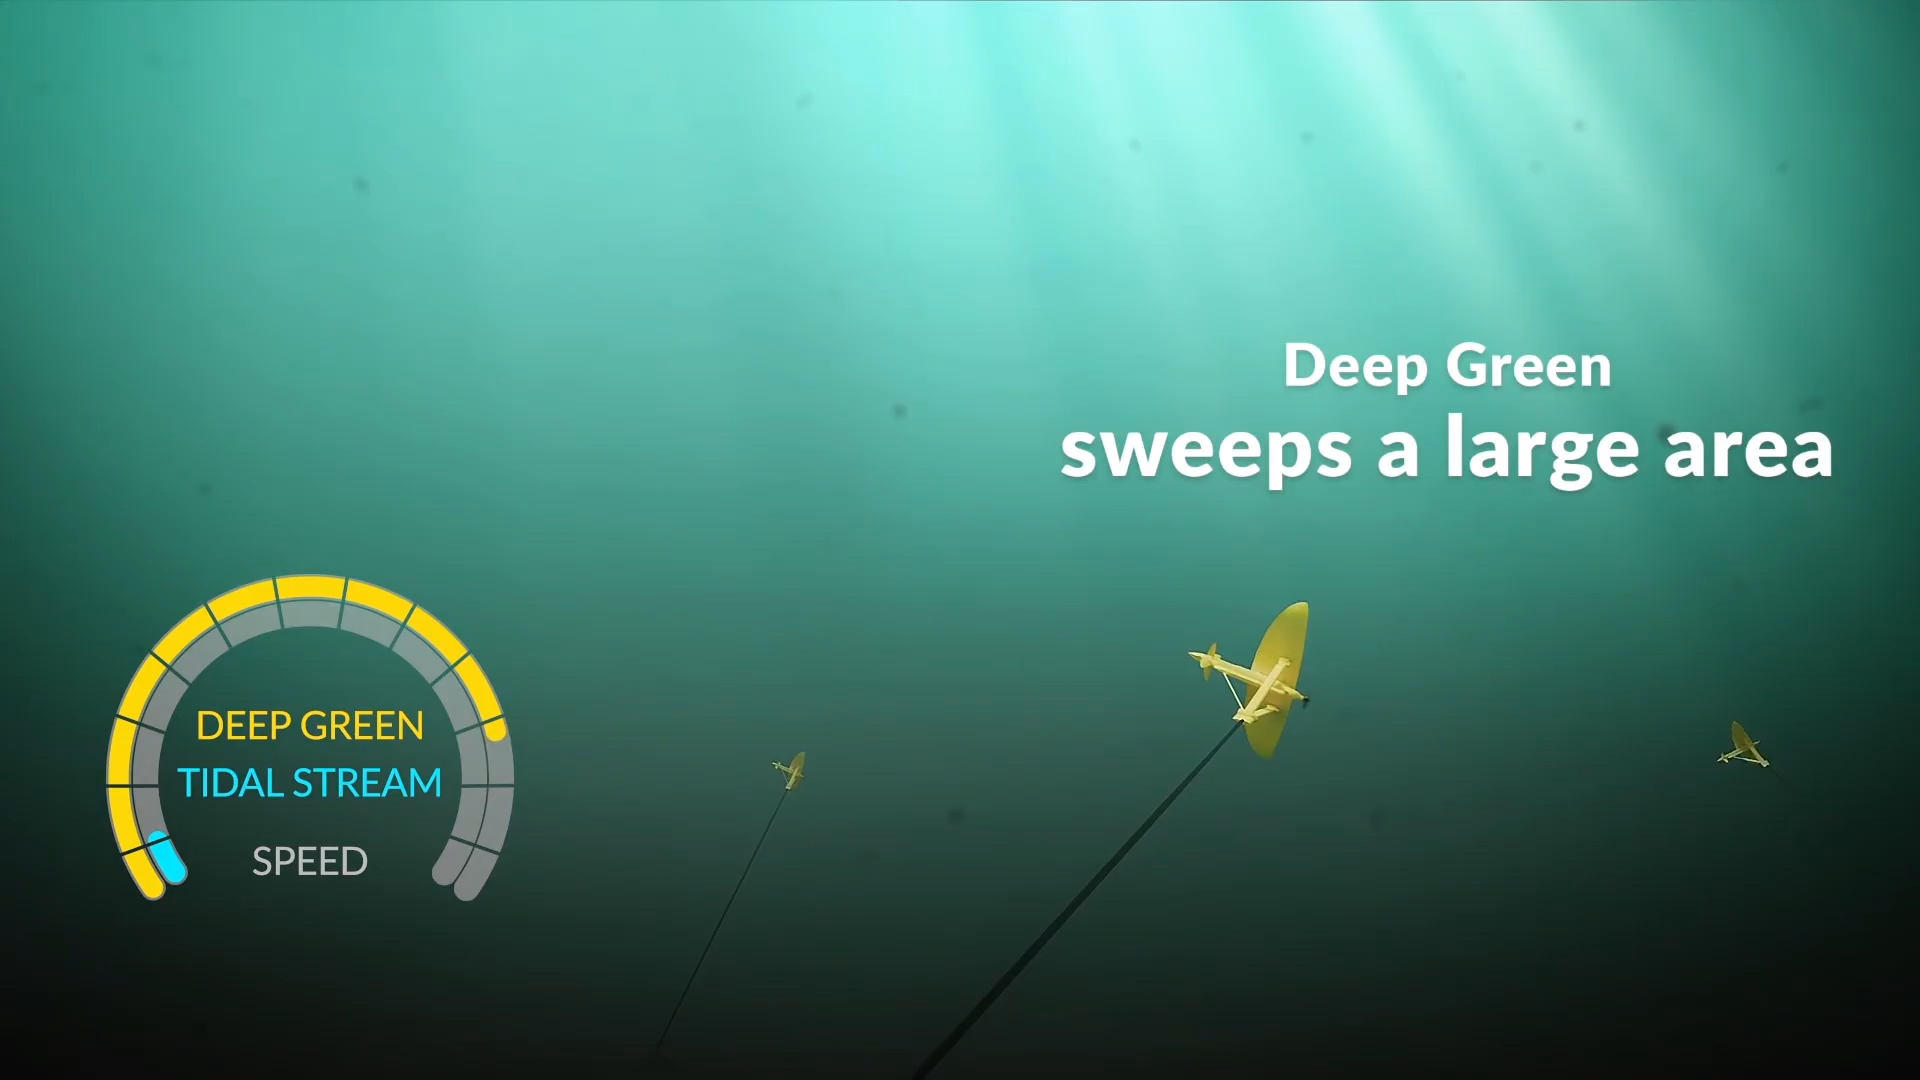 Deep Green
sweeps a large area
DEEP GREEN
TIDAL STREAM
SPEED